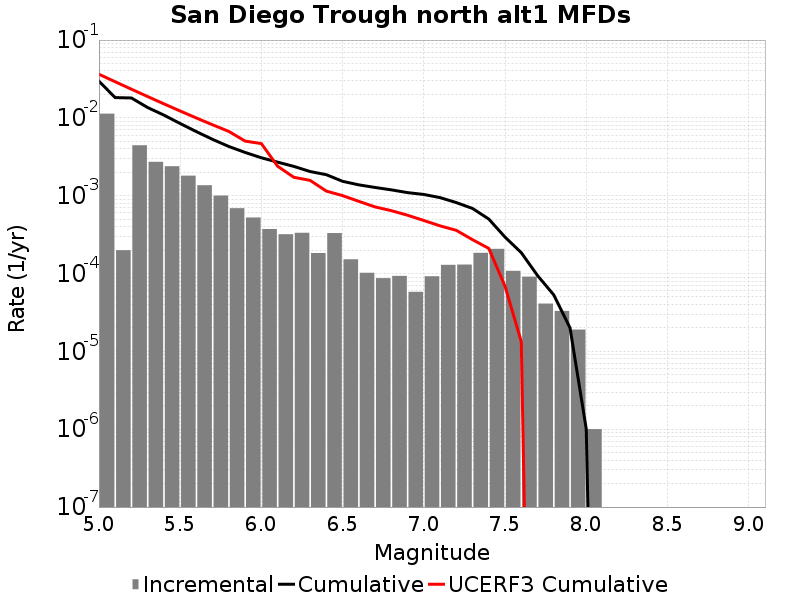 San Diego Trough north alt1 MFDs
10-1
10-2
10-3
10-4
10-5
10-6
10-7
Rate (1/yr)
5.0 5.5 6.0 6.5 7.0 7.5 8.0 8.5 9.0
Magnitude
Incremental Cumulative UCERF3 Cumulative